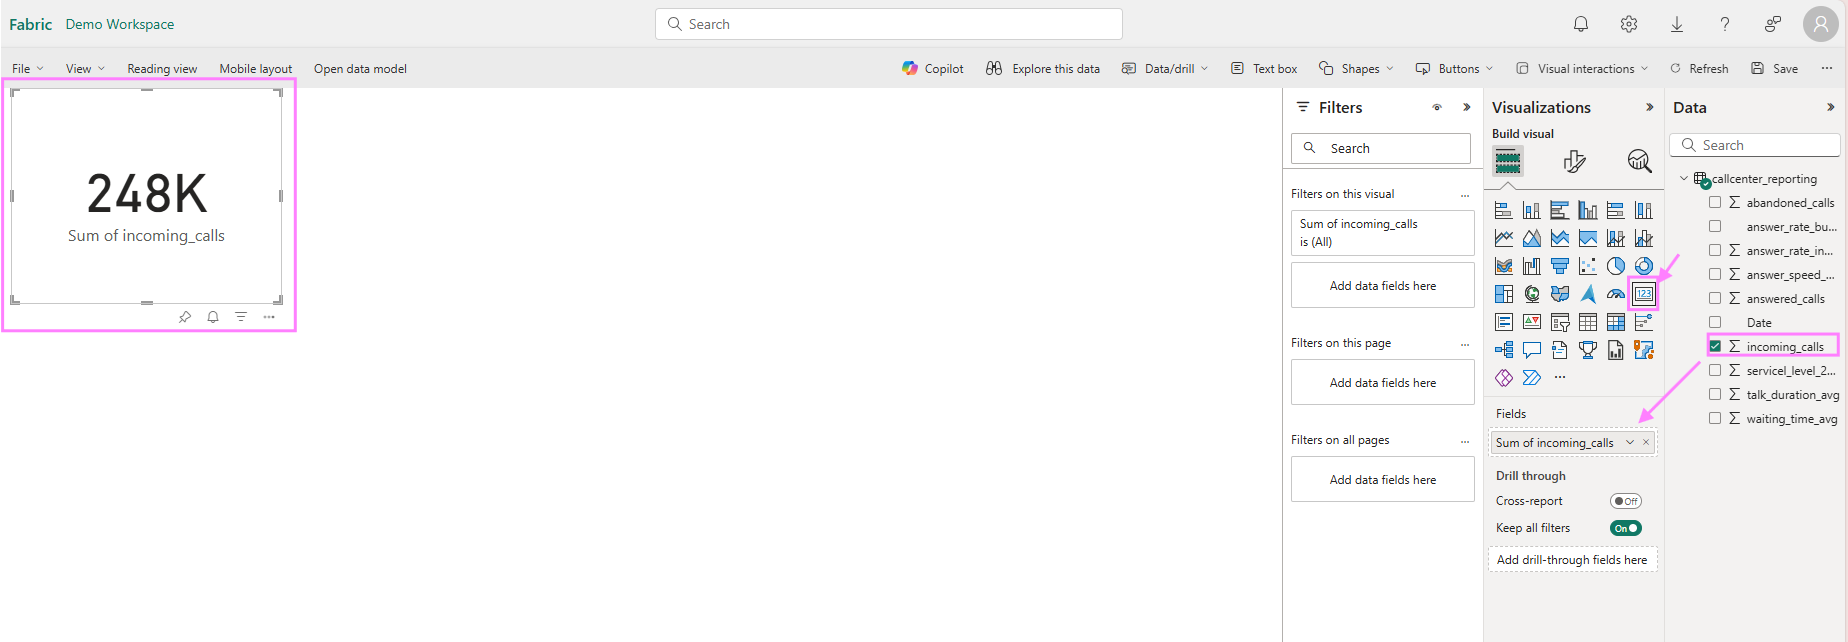 Fabric Demo Workspace
Search
File View Reading view Mobile layout Open data model
Copilot Explore this data Data/drill Text box Shapes Buttons Visual interactions Refresh Save ...
248K
Sum of incoming_calls
...
Filters
Search
Filters on this visual ...
Sum of incoming_calls
is (All)
Add data fields here
Filters on this page ...
Add data fields here
Filters on all pages ...
Add data fields here
Visualizations
Build visual
123
...
Fields
Sum of incoming_calls
Drill through
Cross-report Off
Keep all filters On
Add drill-through fields here
Data
Search
callcenter_reporting
abandoned_calls
answer_rate_bu...
answer_rate_in...
answer_speed_...
answered_calls
Date
incoming_calls
servicel_level_2...
talk_duration_avg
waiting_time_avg